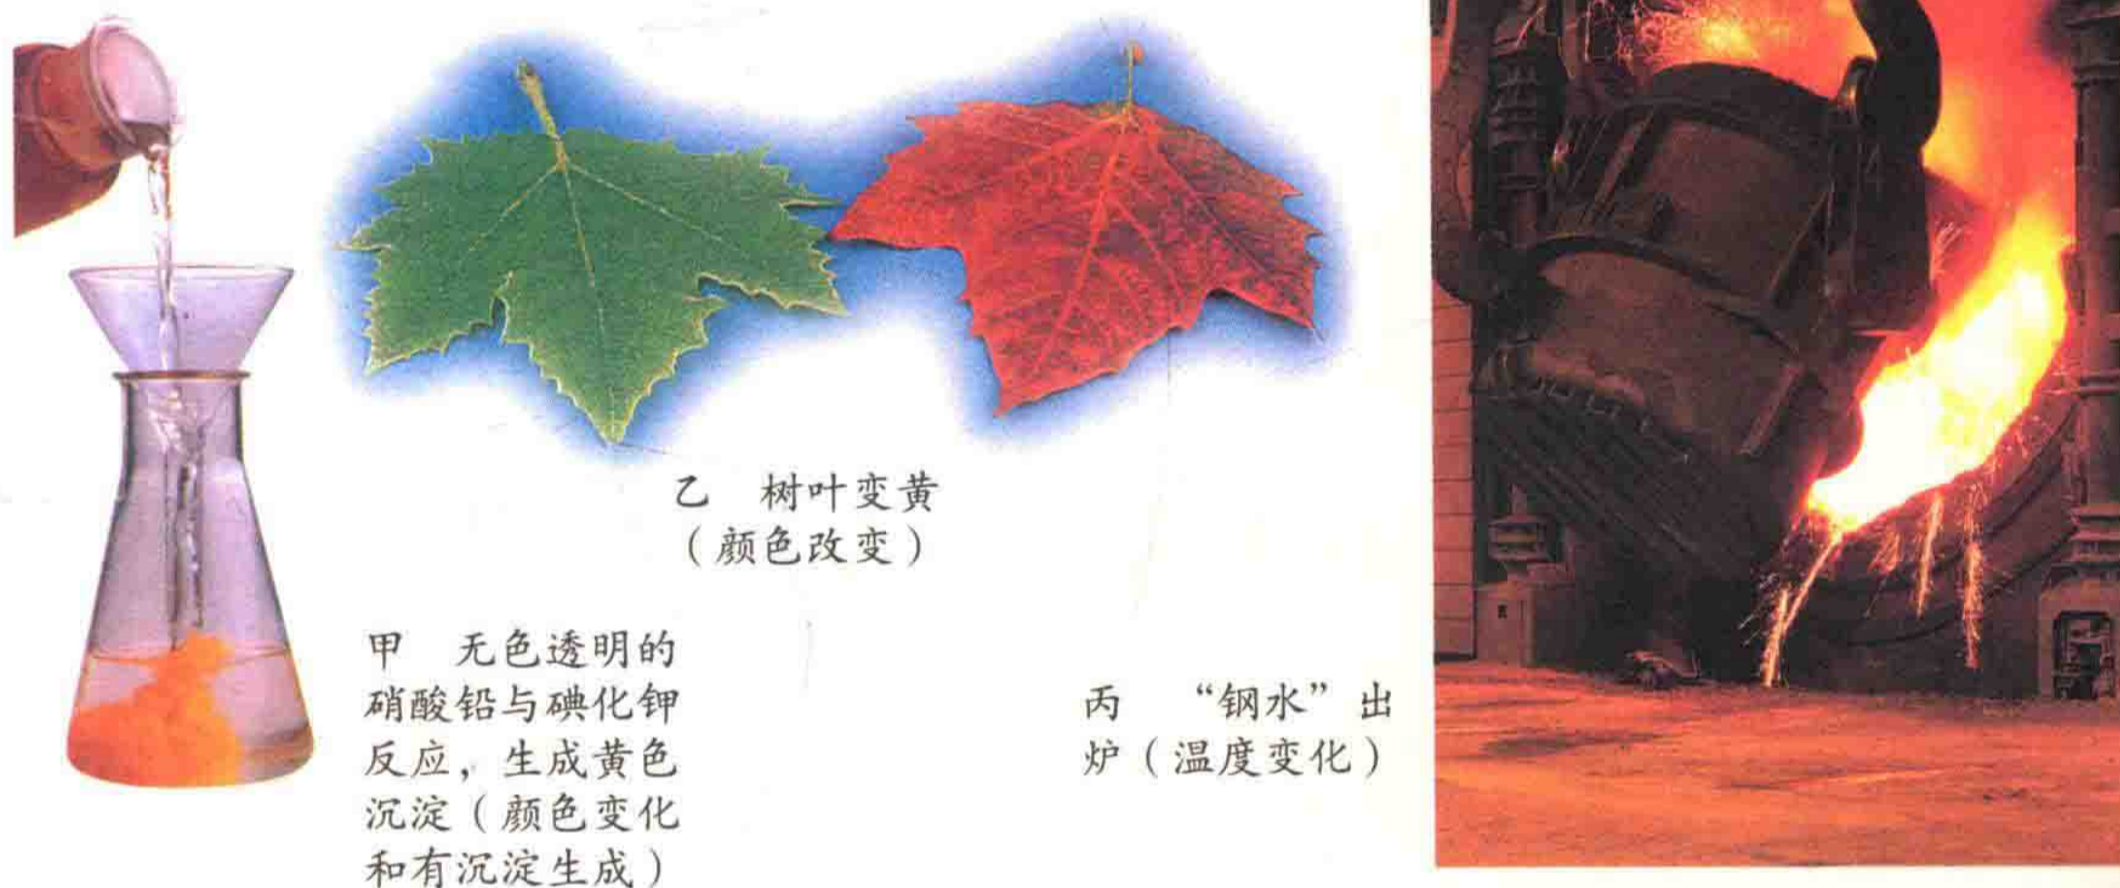 乙　树叶变黄
（颜色改变）
甲　无色透明的
硝酸铅与碘化钾
反应，生成黄色
沉淀（颜色变化
和有沉淀生成）
丙　“钢水”出
炉（温度变化）